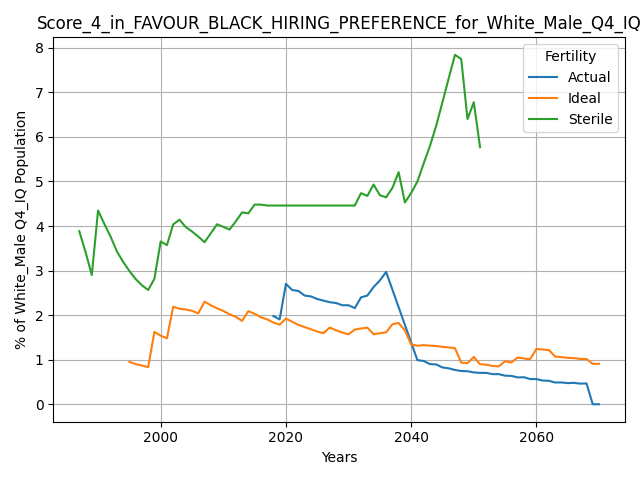 Score_4_in_FAVOUR_BLACK_HIRING_PREFERENCE_for_White_Male_Q4_IQ
8
7
6
5
4
3
2
1
0
% of White_Male Q4_IQ Population
Fertility
Actual
Ideal
Sterile
2000
2020
2040
2060
Years